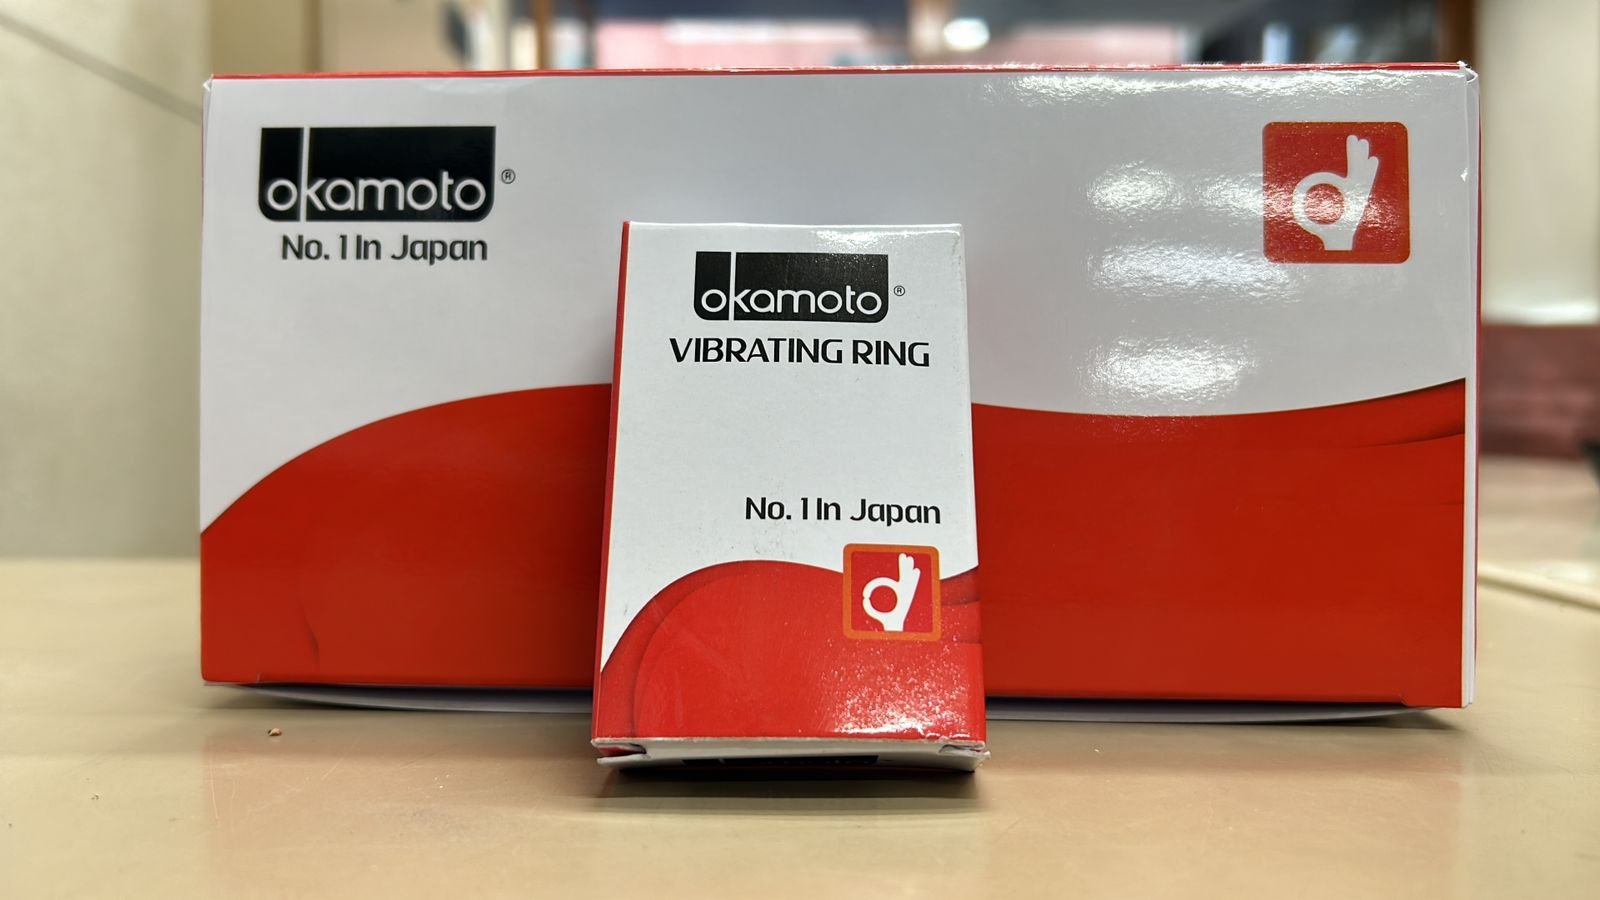 okamoto®
No. 1 In Japan
okamoto®
VIBRATING RING
No. 1 In Japan